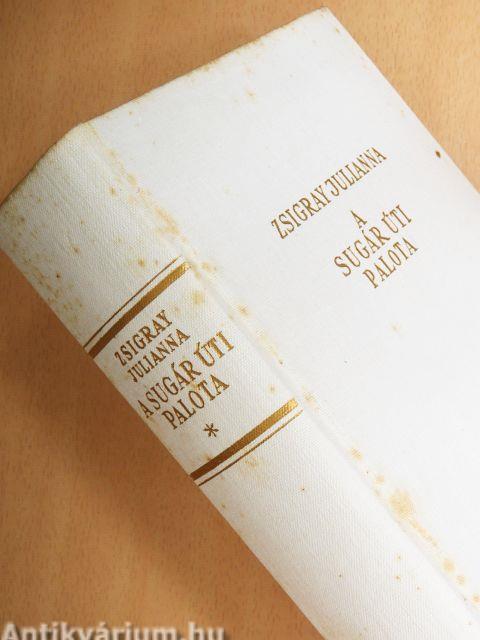 ZSIGRAY JULIANNA
A
SUGÁR ÚTI
PALOTA
ZSIGRAY
JULIANNA
A SUGÁR ÚTI
PALOTA
*
Antikvárium.hu